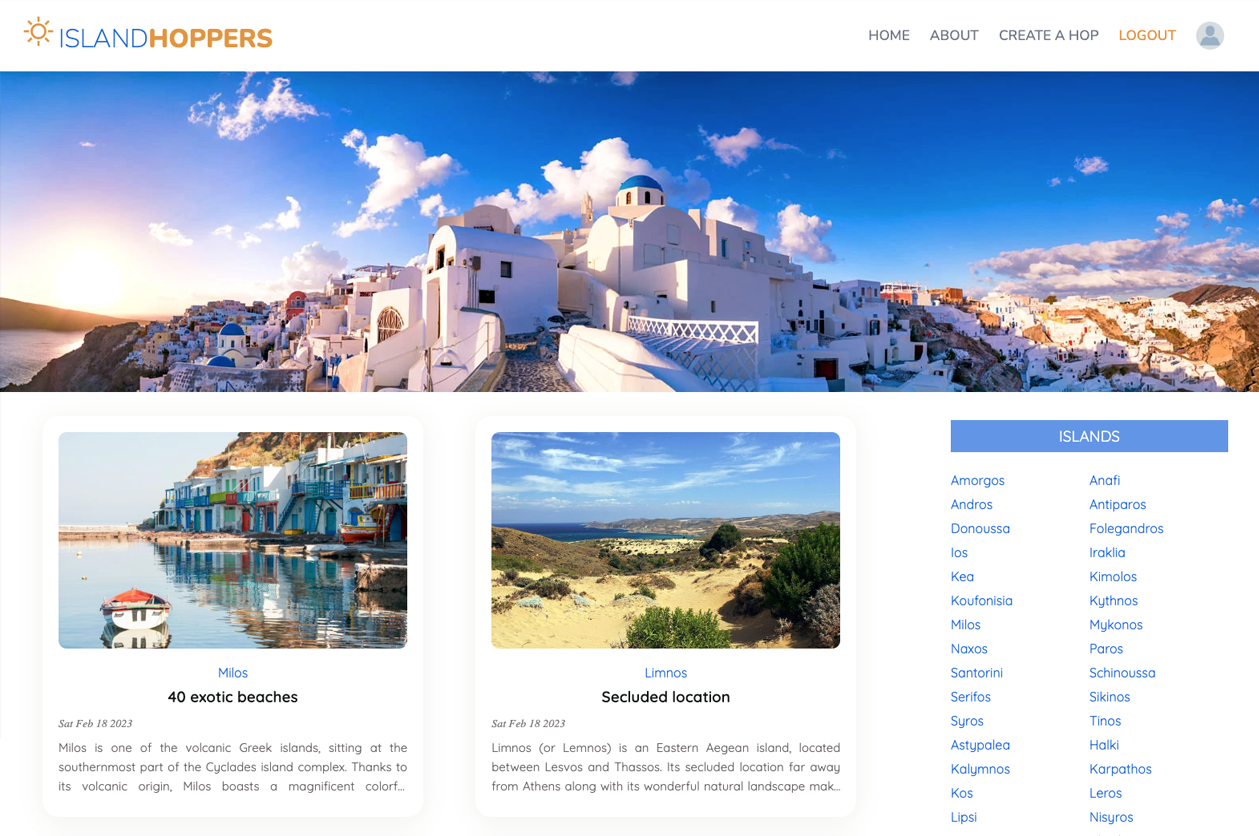 ISLANDHOPPERS
HOME ABOUT CREATE A HOP LOGOUT
Milos
40 exotic beaches
Sat Feb 18 2023
Milos is one of the volcanic Greek islands, sitting at the
southernmost part of the Cyclades island complex. Thanks to
its volcanic origin, Milos boasts a magnificent colorf...
Limnos
Secluded location
Sat Feb 18 2023
Limnos (or Lemnos) is an Eastern Aegean island, located
between Lesvos and Thassos. Its secluded location far away
from Athens along with its wonderful natural landscape mak...
ISLANDS
Amorgos Anafi
Andros Antiparos
Donoussa Folegandros
Ios Iraklia
Kea Kimolos
Koufonisia Kythnos
Milos Mykonos
Naxos Paros
Santorini Schinoussa
Serifos Sikinos
Syros Tinos
Astypalea Halki
Kalymnos Karpathos
Kos Leros
Lipsi Nisyros